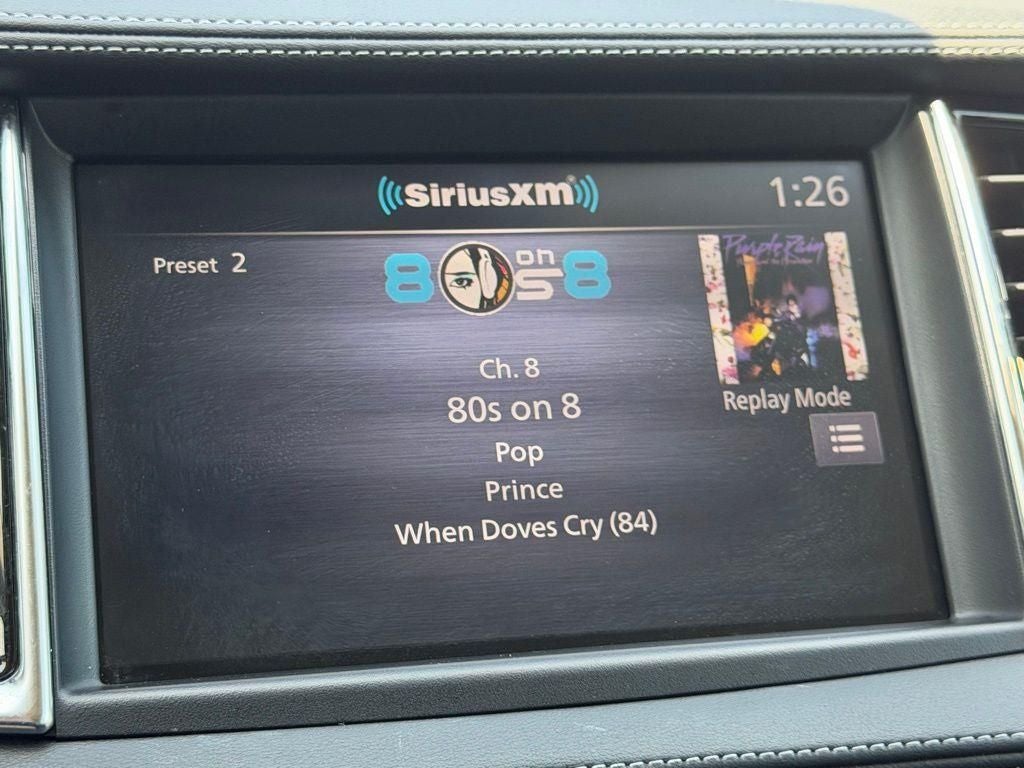 SiriusXM
1:26
Preset 2
80s on 8
Purple Rain
Ch. 8
80s on 8
Replay Mode
Pop
Prince
When Doves Cry (84)